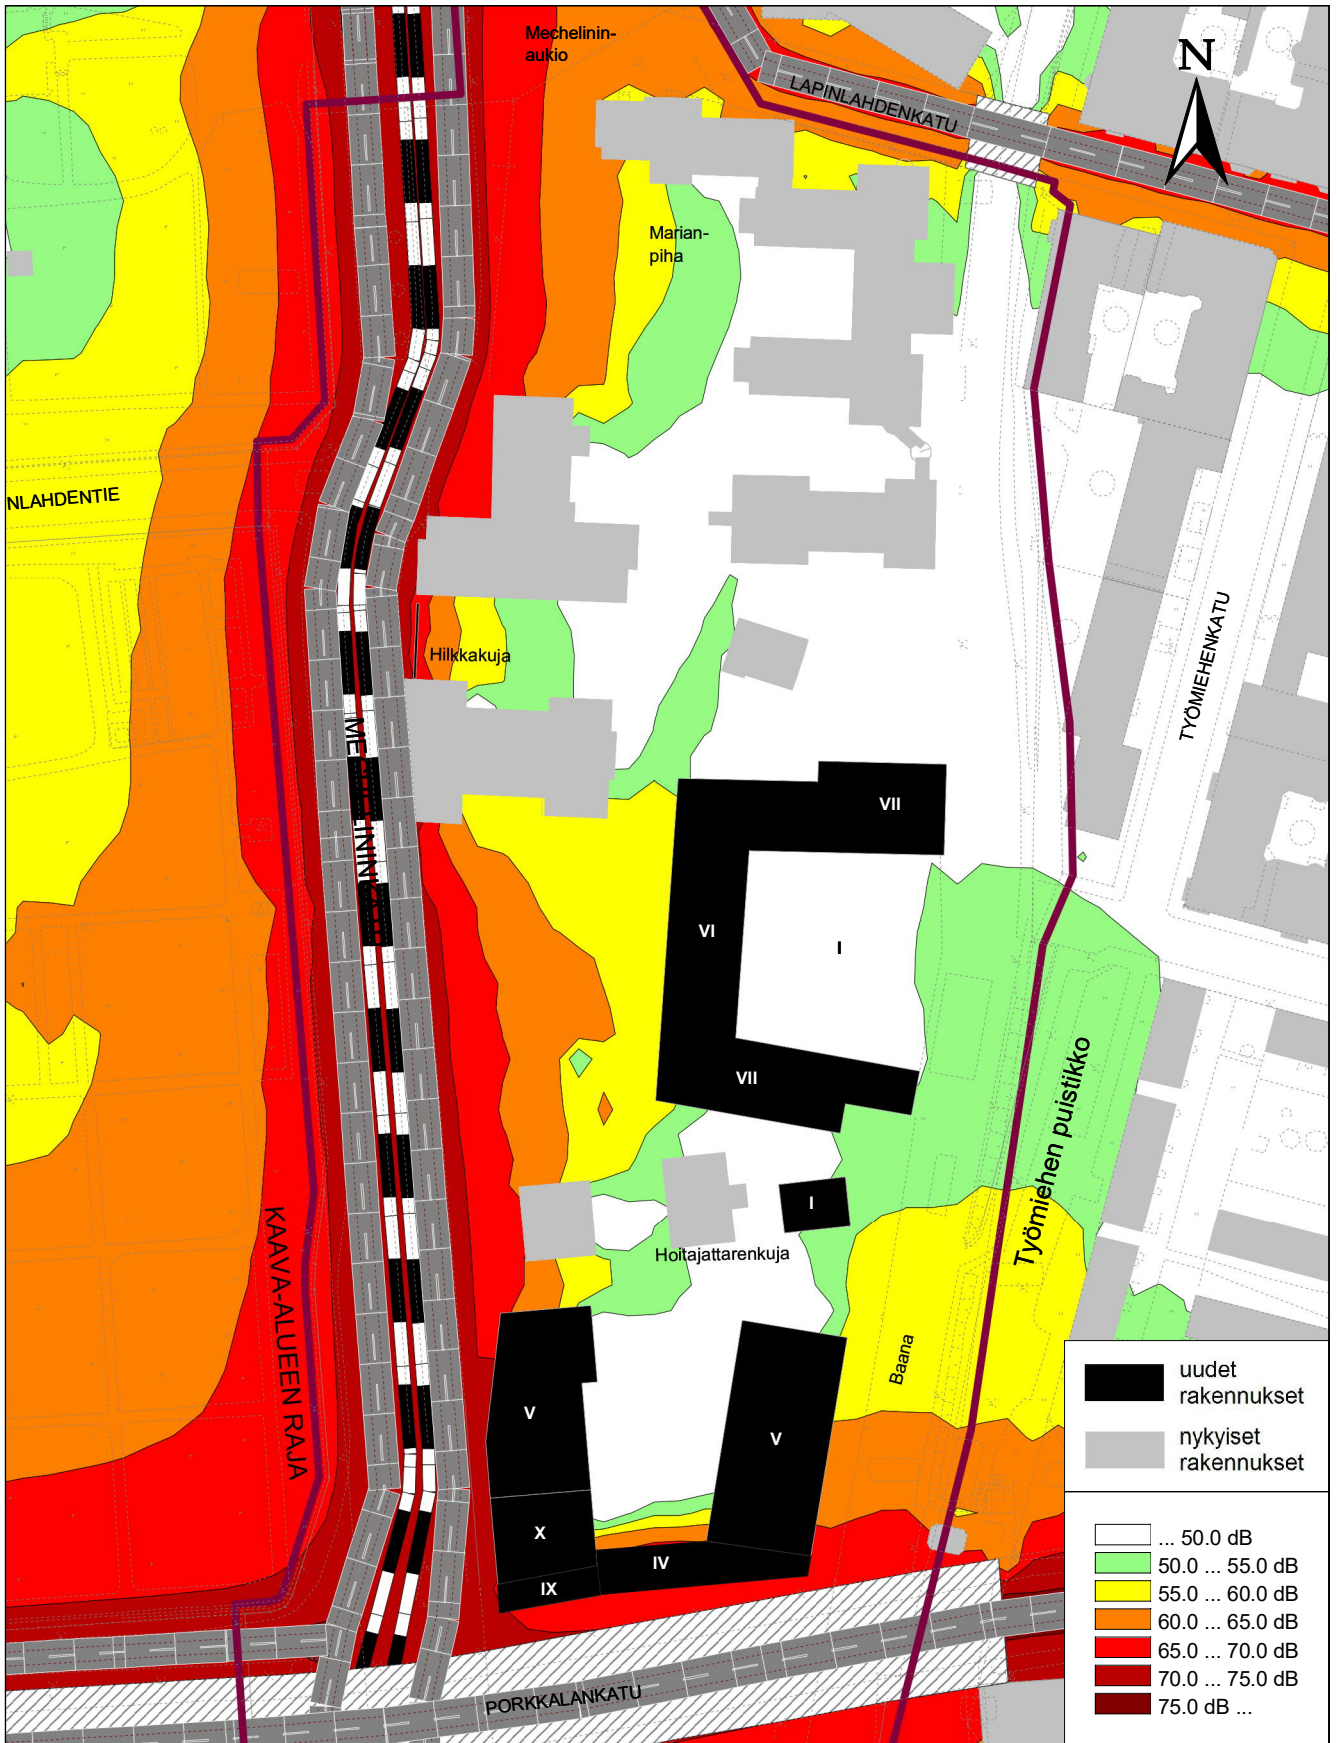 Mechelinin-
aukio
N
LAPINLAHDENKATU
Marian-
piha
NLAHDENTIE
Hilkkakuja
TYÖMIEHENKATU
VII
VI
I
VII
Työmiehen puistikko
I
Hoitajattarenkuja
KAAVA-ALUEEN RAJA
Baana
V
V
X
IV
IX
PORKKALANKATU
uudet
rakennukset
nykyiset
rakennukset
... 50.0 dB
50.0 ... 55.0 dB
55.0 ... 60.0 dB
60.0 ... 65.0 dB
65.0 ... 70.0 dB
70.0 ... 75.0 dB
75.0 dB ...